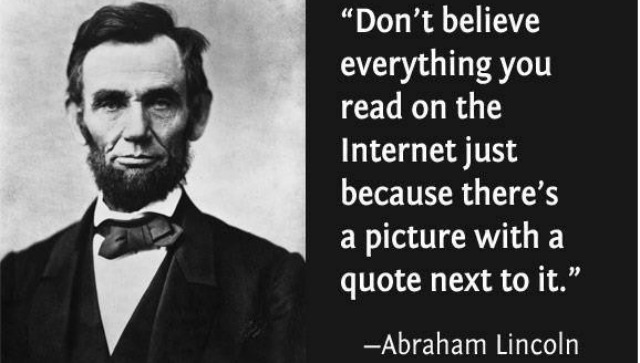 “Don’t believe
everything you
read on the
Internet just
because there’s
a picture with a
quote next to it.”
–Abraham Lincoln